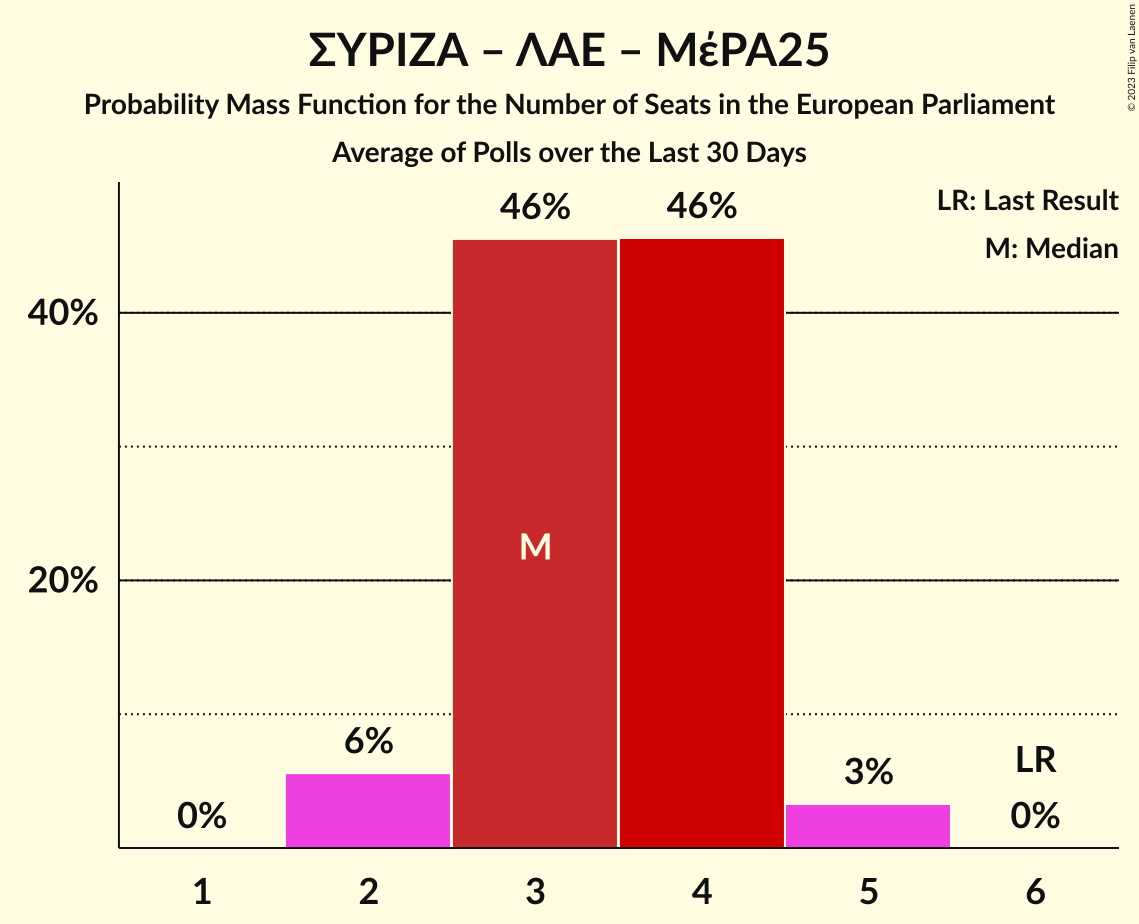 ΣΥΡΙΖΑ – ΛΑΕ – ΜέΡΑ25
Probability Mass Function for the Number of Seats in the European Parliament
Average of Polls over the Last 30 Days
© 2023 Filip van Laenen
LR: Last Result
M: Median
46%
46%
40%
M
20%
6%
3%
LR
0%
0%
1
2
3
4
5
6